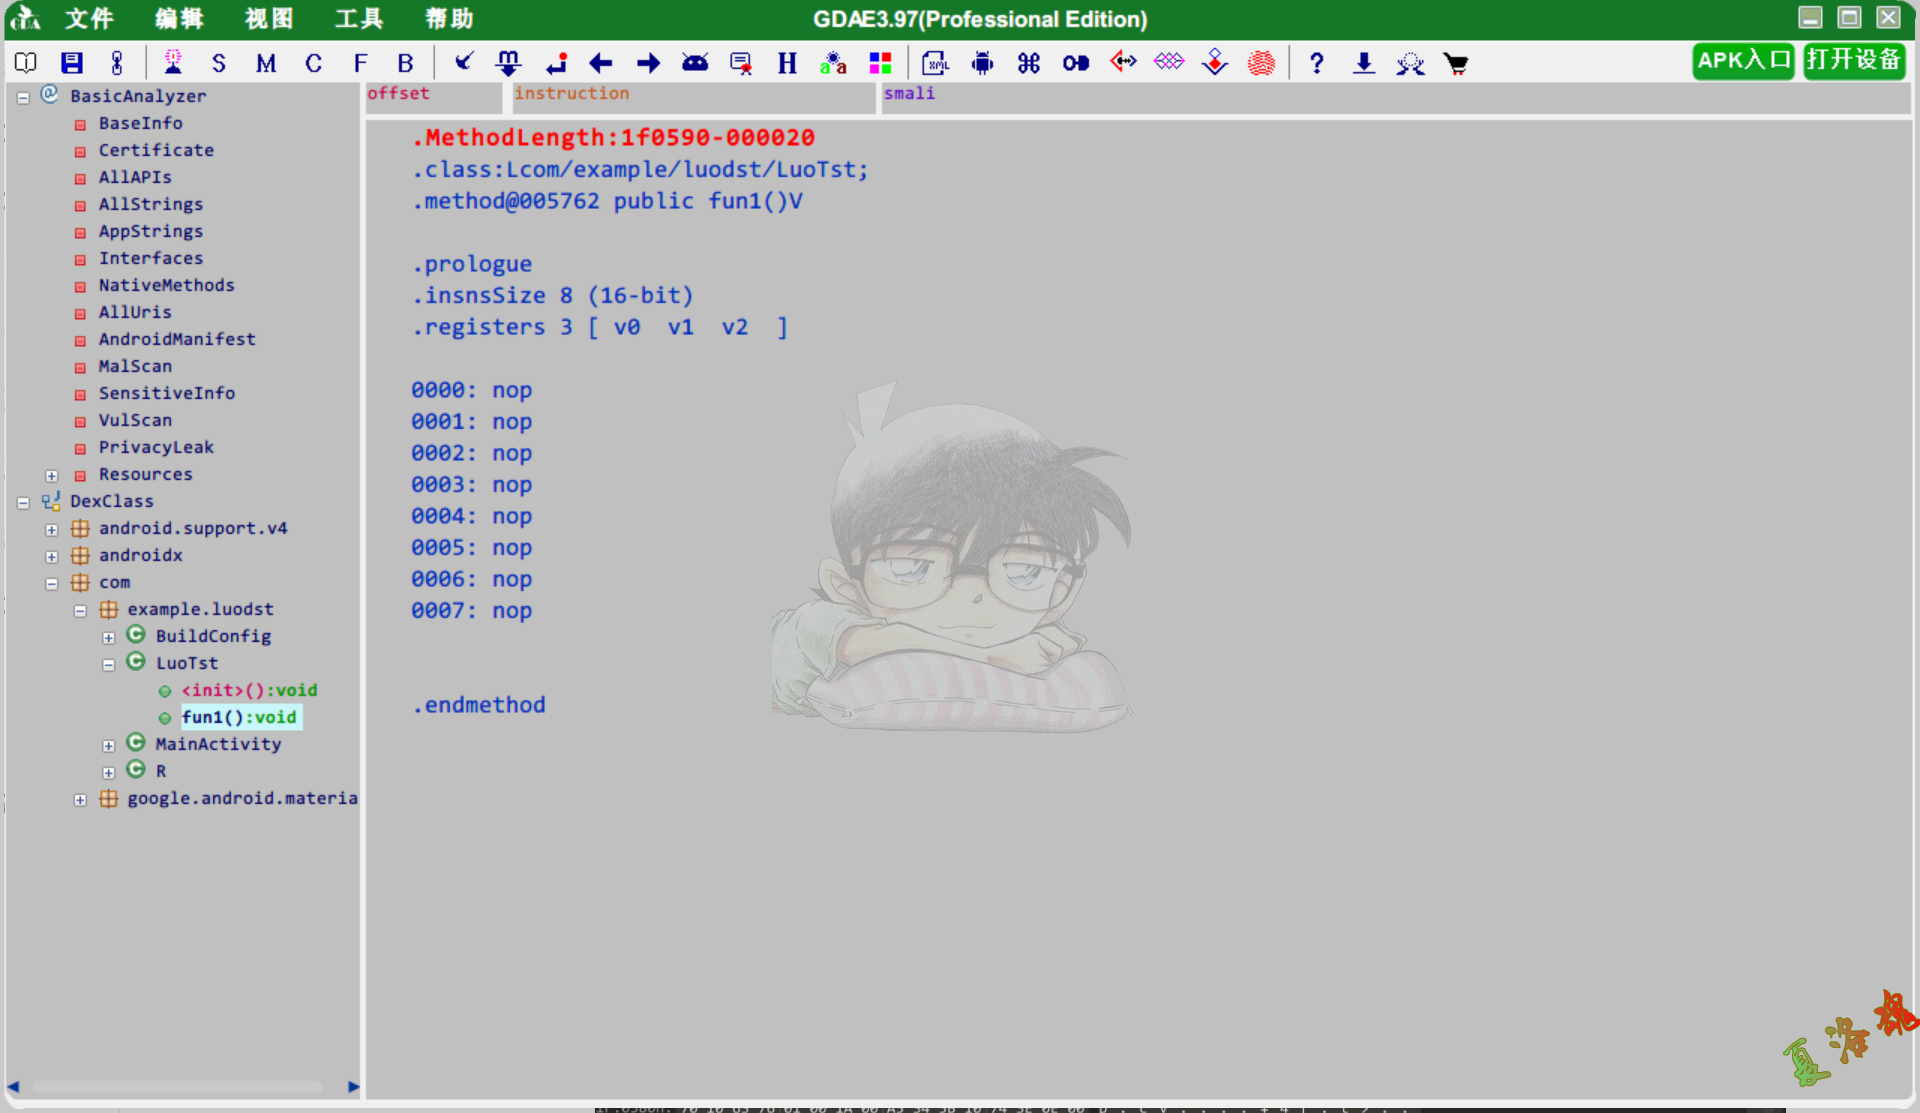 文件 编辑 视图 工具 帮助 GDAE3.97(Professional Edition)
S M C F B H ? APK入口 打开设备
offset instruction smali
BasicAnalyzer
BaseInfo
Certificate
AllAPIs
AllStrings
AppStrings
Interfaces
NativeMethods
AllUris
AndroidManifest
MalScan
SensitiveInfo
VulScan
PrivacyLeak
Resources
DexClass
android.support.v4
androidx
com
example.luodst
BuildConfig
LuoTst
<init>():void
fun1():void
MainActivity
R
google.android.materia
.MethodLength:1f0590-000020
.class:Lcom/example/luodst/LuoTst;
.method@005762 public fun1()V
.prologue
.insnsSize 8 (16-bit)
.registers 3 [ v0 v1 v2 ]
0000: nop
0001: nop
0002: nop
0003: nop
0004: nop
0005: nop
0006: nop
0007: nop
.endmethod
夏洛魂